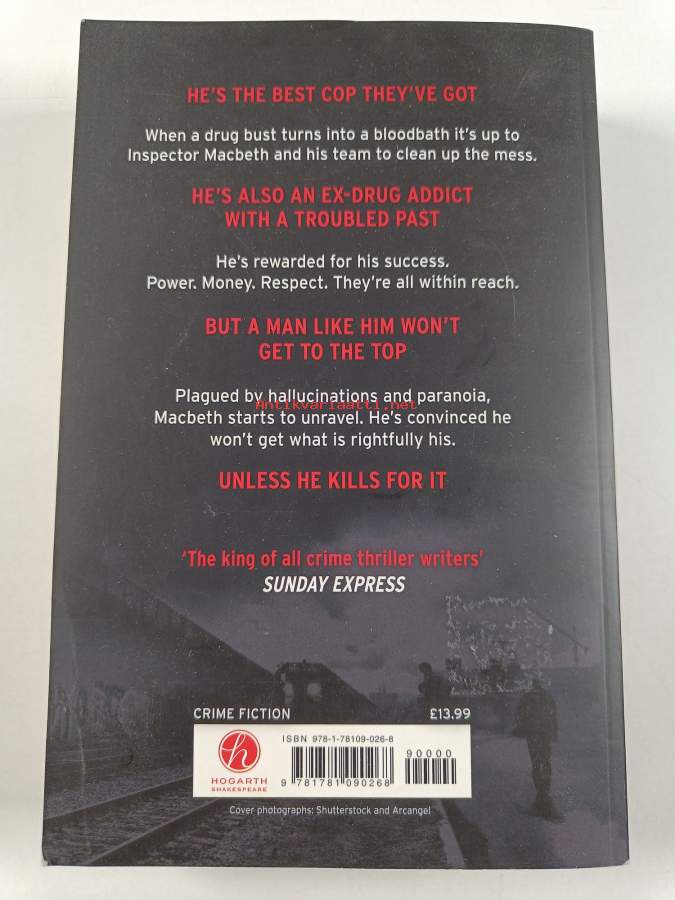 HE'S THE BEST COP THEY'VE GOT
When a drug bust turns into a bloodbath it's up to
Inspector Macbeth and his team to clean up the mess.
HE'S ALSO AN EX-DRUG ADDICT
WITH A TROUBLED PAST
He's rewarded for his success.
Power. Money. Respect. They're all within reach.
BUT A MAN LIKE HIM WON'T
GET TO THE TOP
Plagued by hallucinations and paranoia,
Antikvariaatti.net
Macbeth starts to unravel. He's convinced he
won't get what is rightfully his.
UNLESS HE KILLS FOR IT
'The king of all crime thriller writers'
SUNDAY EXPRESS
CRIME FICTION £13.99
ISBN 978-1-78109-026-8
90000
h
HOGARTH
SHAKESPEARE
9 781781 090268
Cover photographs: Shutterstock and Arcangel